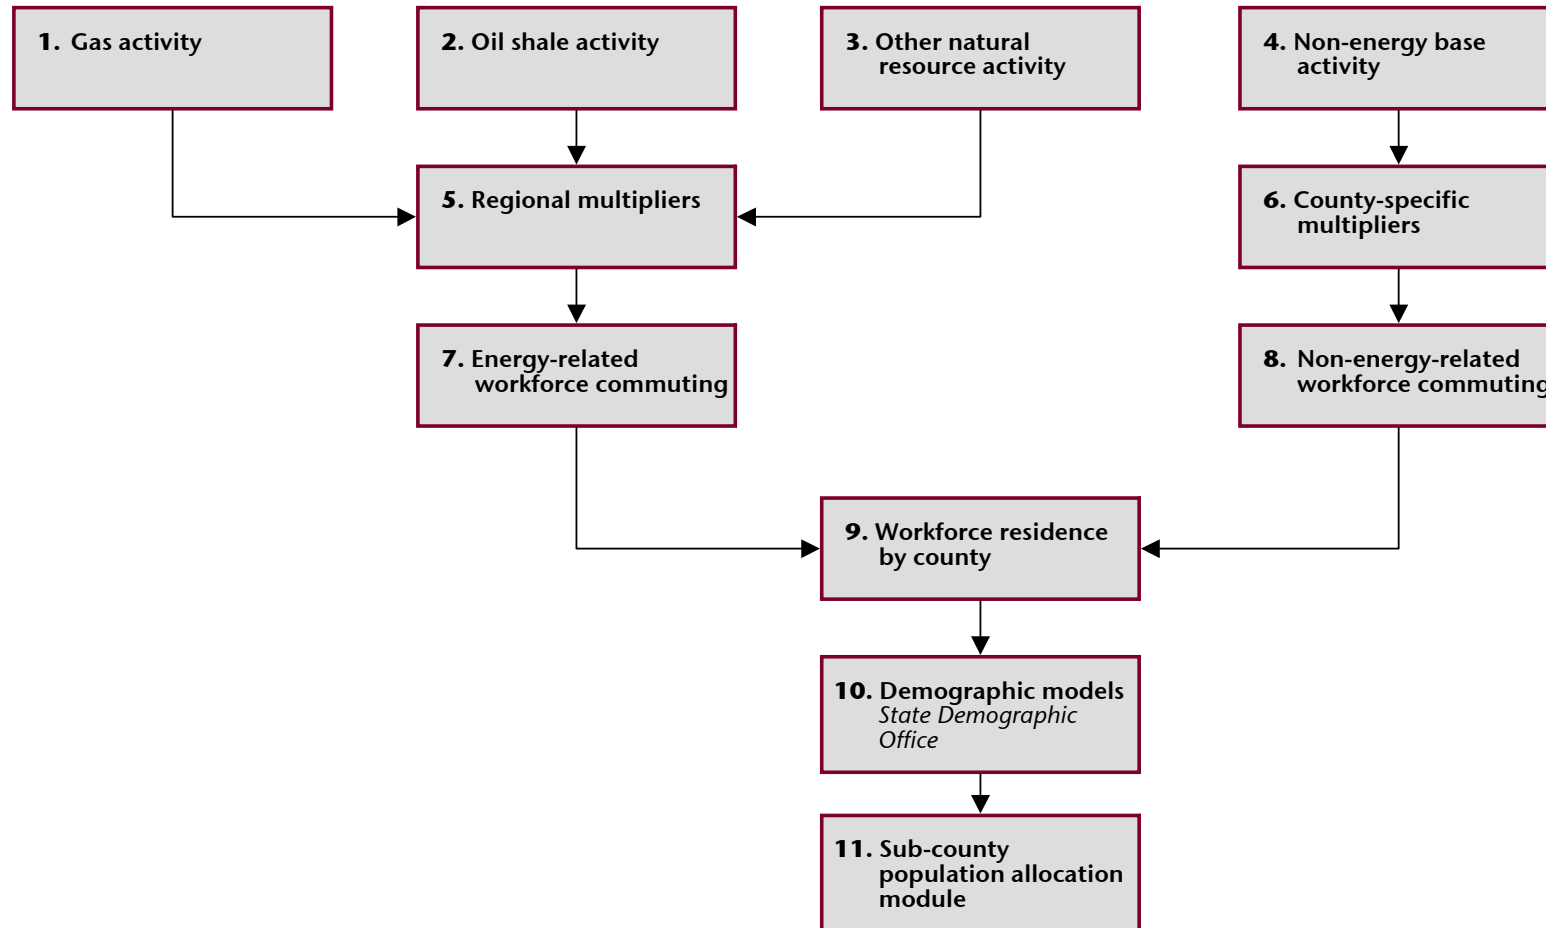 1. Gas activity
2. Oil shale activity
3. Other natural
resource activity
4. Non-energy base
activity
5. Regional multipliers
6. County-specific
multipliers
7. Energy-related
workforce commuting
8. Non-energy-related
workforce commuting
9. Workforce residence
by county
10. Demographic models
State Demographic
Office
11. Sub-county
population allocation
module